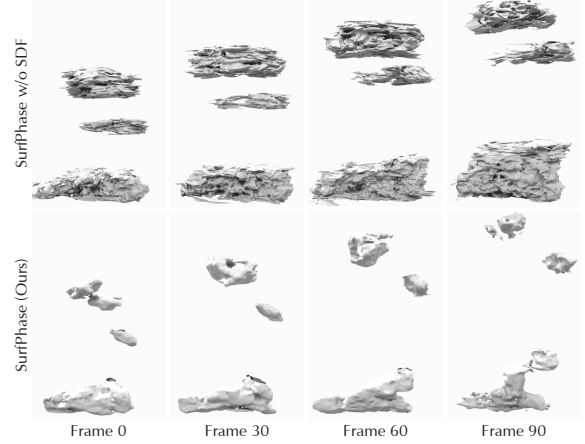 SurfPhase w/o SDF
SurfPhase (Ours)
Frame 0
Frame 30
Frame 60
Frame 90